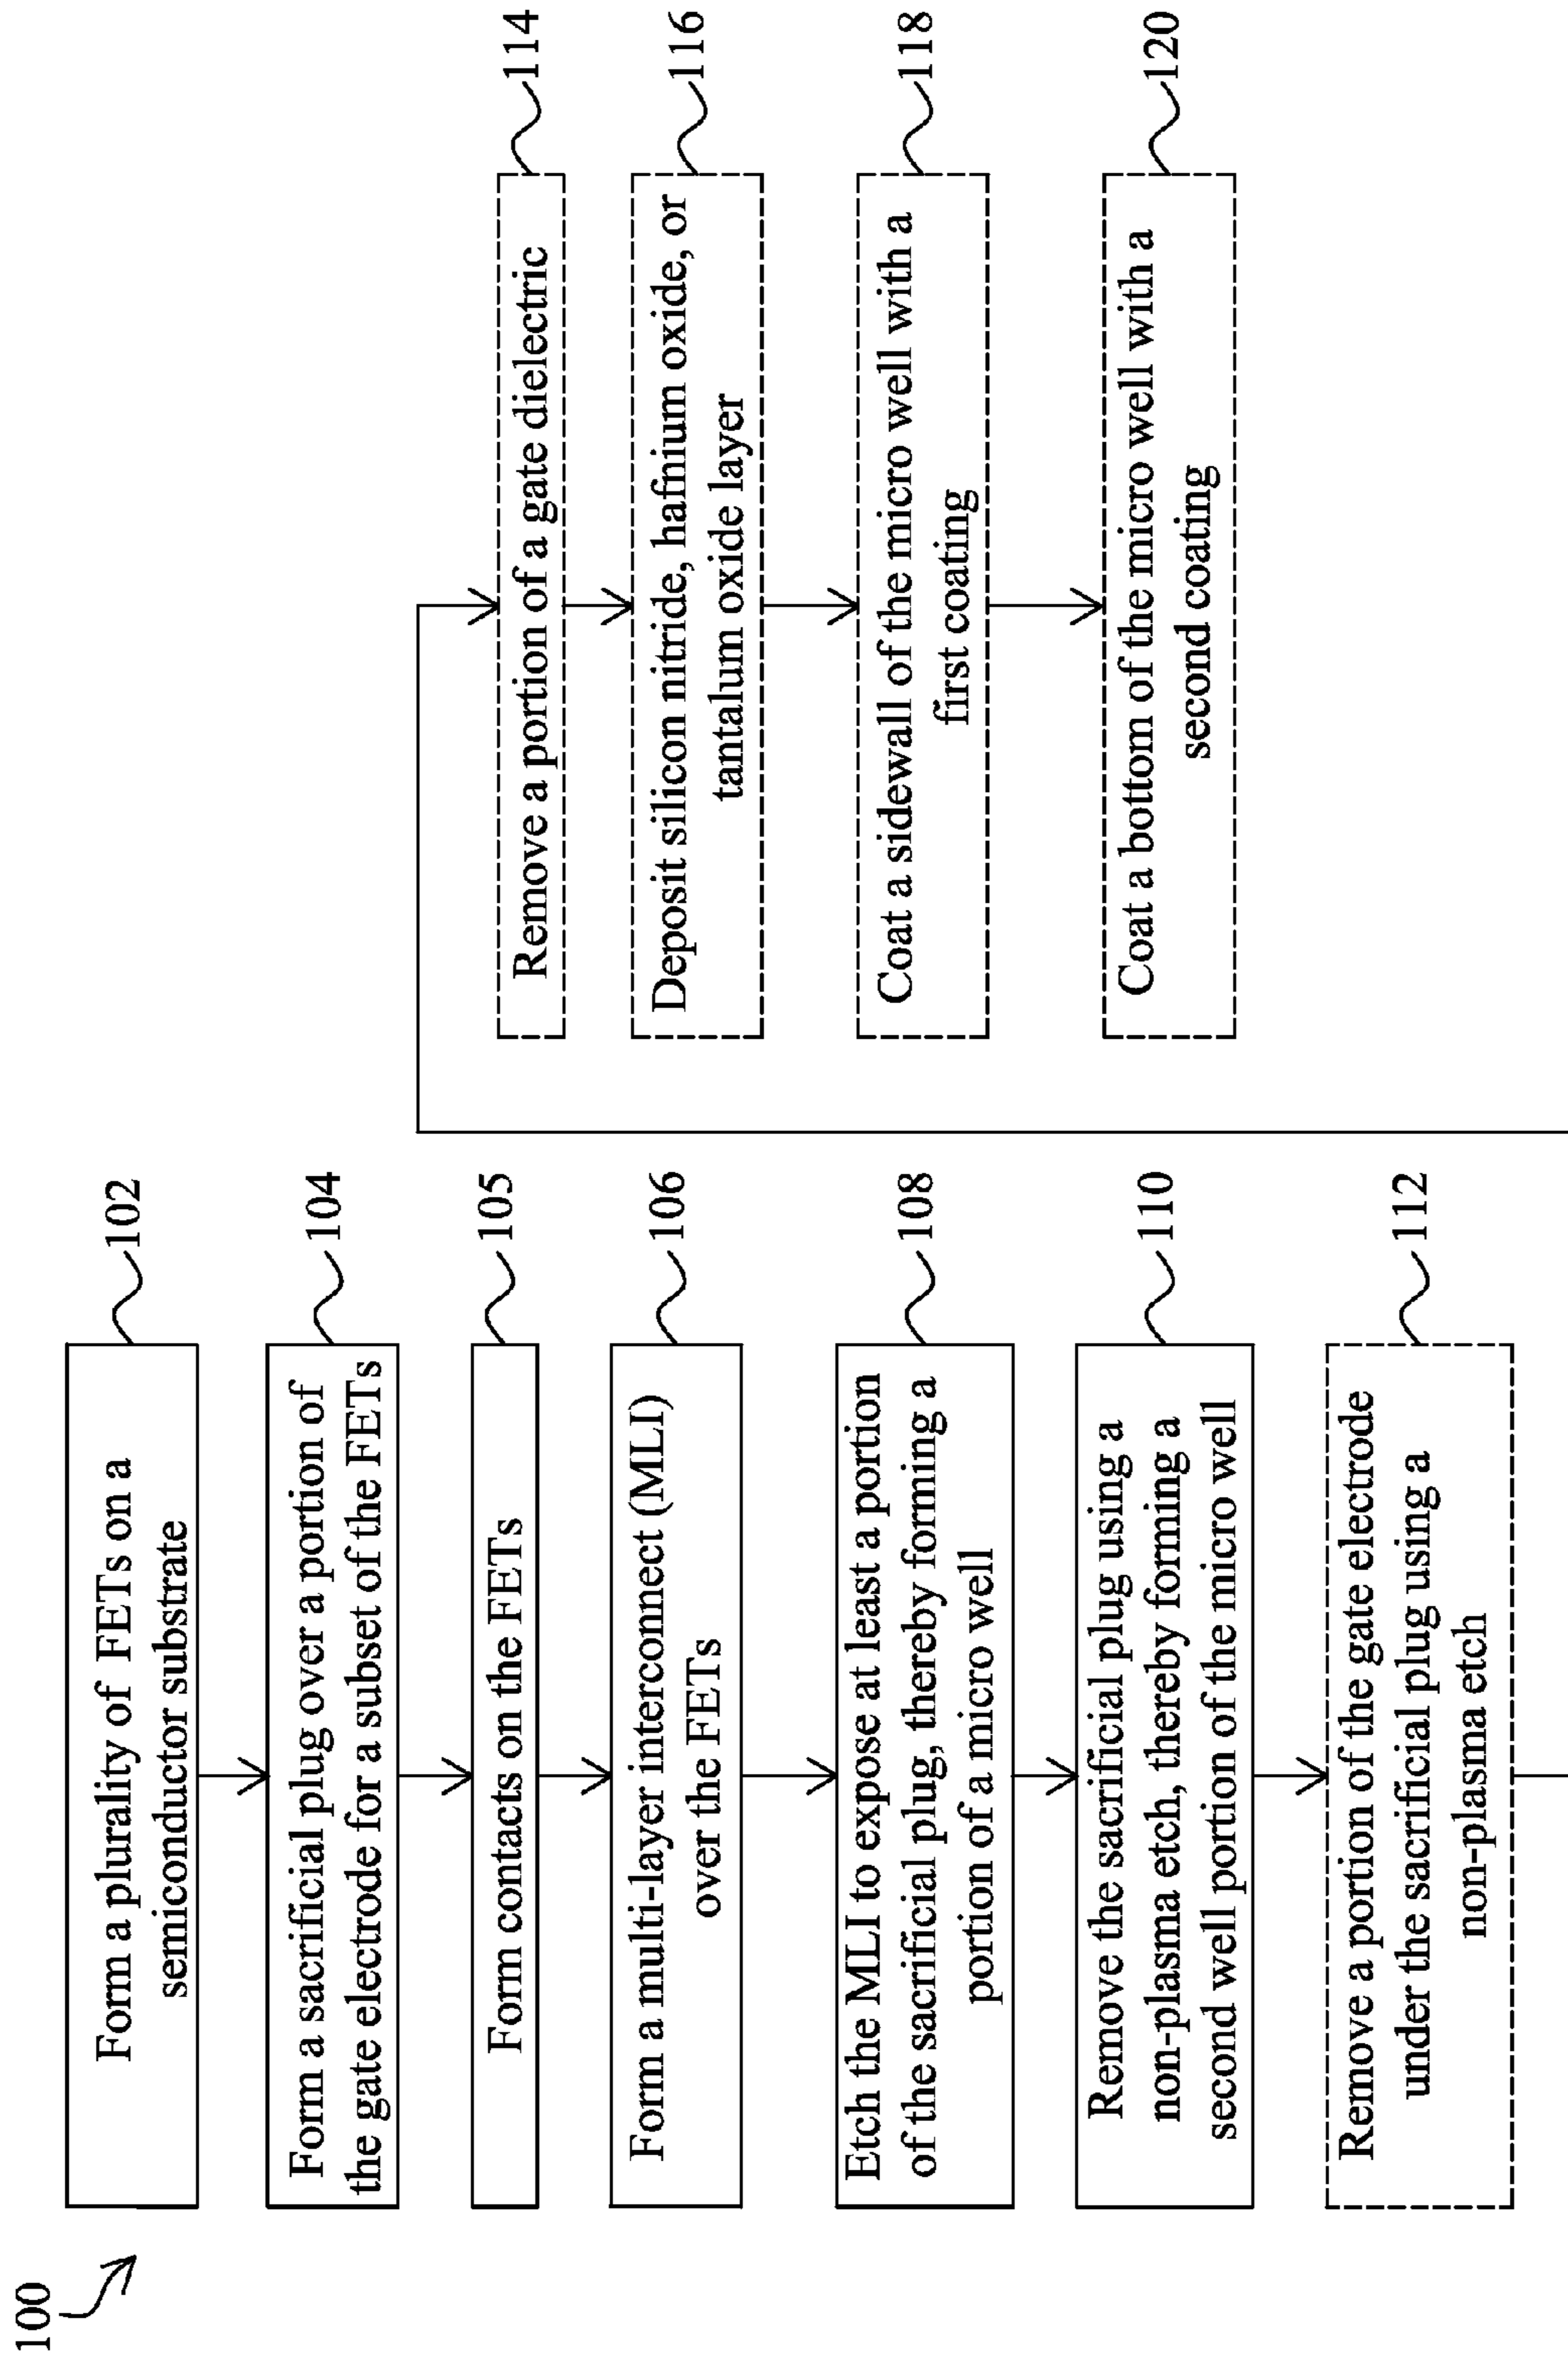 100
Form a plurality of FETs on a
semiconductor substrate
102
Form a sacrificial plug over a portion of
the gate electrode for a subset of the FETs
104
Form contacts on the FETs
105
Form a multi-layer interconnect (MLI)
over the FETs
106
Etch the MLI to expose at least a portion
of the sacrificial plug, thereby forming a
portion of a micro well
108
Remove the sacrificial plug using a
non-plasma etch, thereby forming a
second well portion of the micro well
110
Remove a portion of the gate electrode
under the sacrificial plug using a
non-plasma etch
112
Remove a portion of a gate dielectric
114
Deposit silicon nitride, hafnium oxide, or
tantalum oxide layer
116
Coat a sidewall of the micro well with a
first coating
118
Coat a bottom of the micro well with a
second coating
120